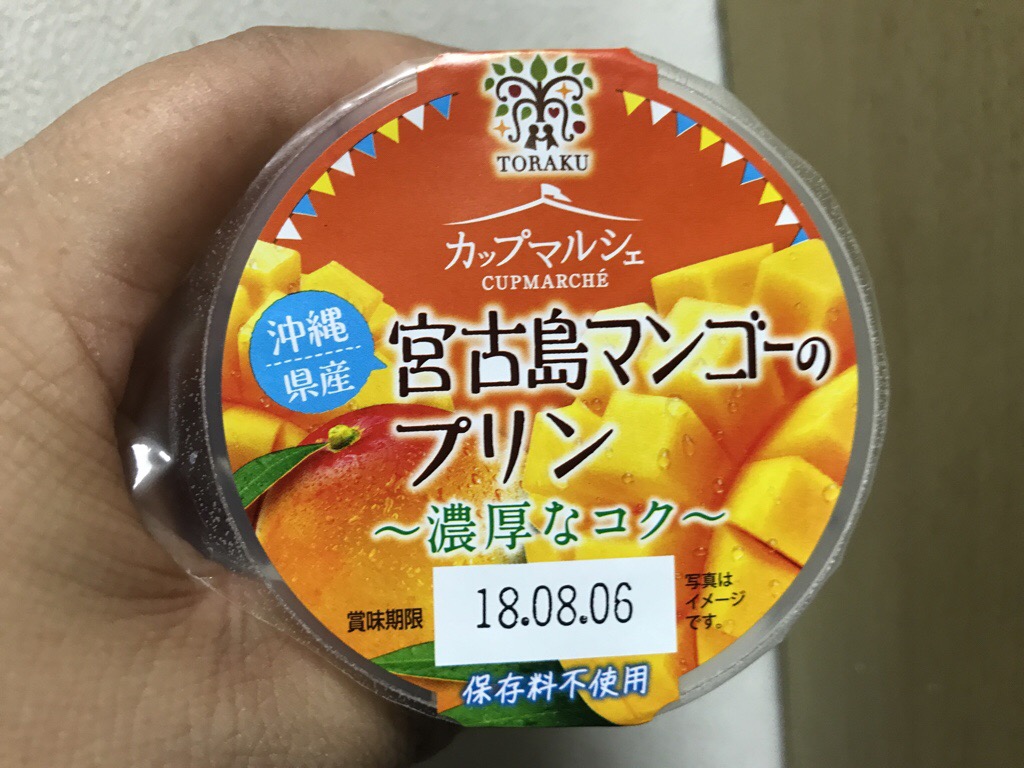 TORAKU
カップマルシェ
CUPMARCHÉ
沖縄
県産
宮古島マンゴーの
プリン
〜濃厚なコク〜
賞味期限
18.08.06
写真は
イメージ
です。
保存料不使用